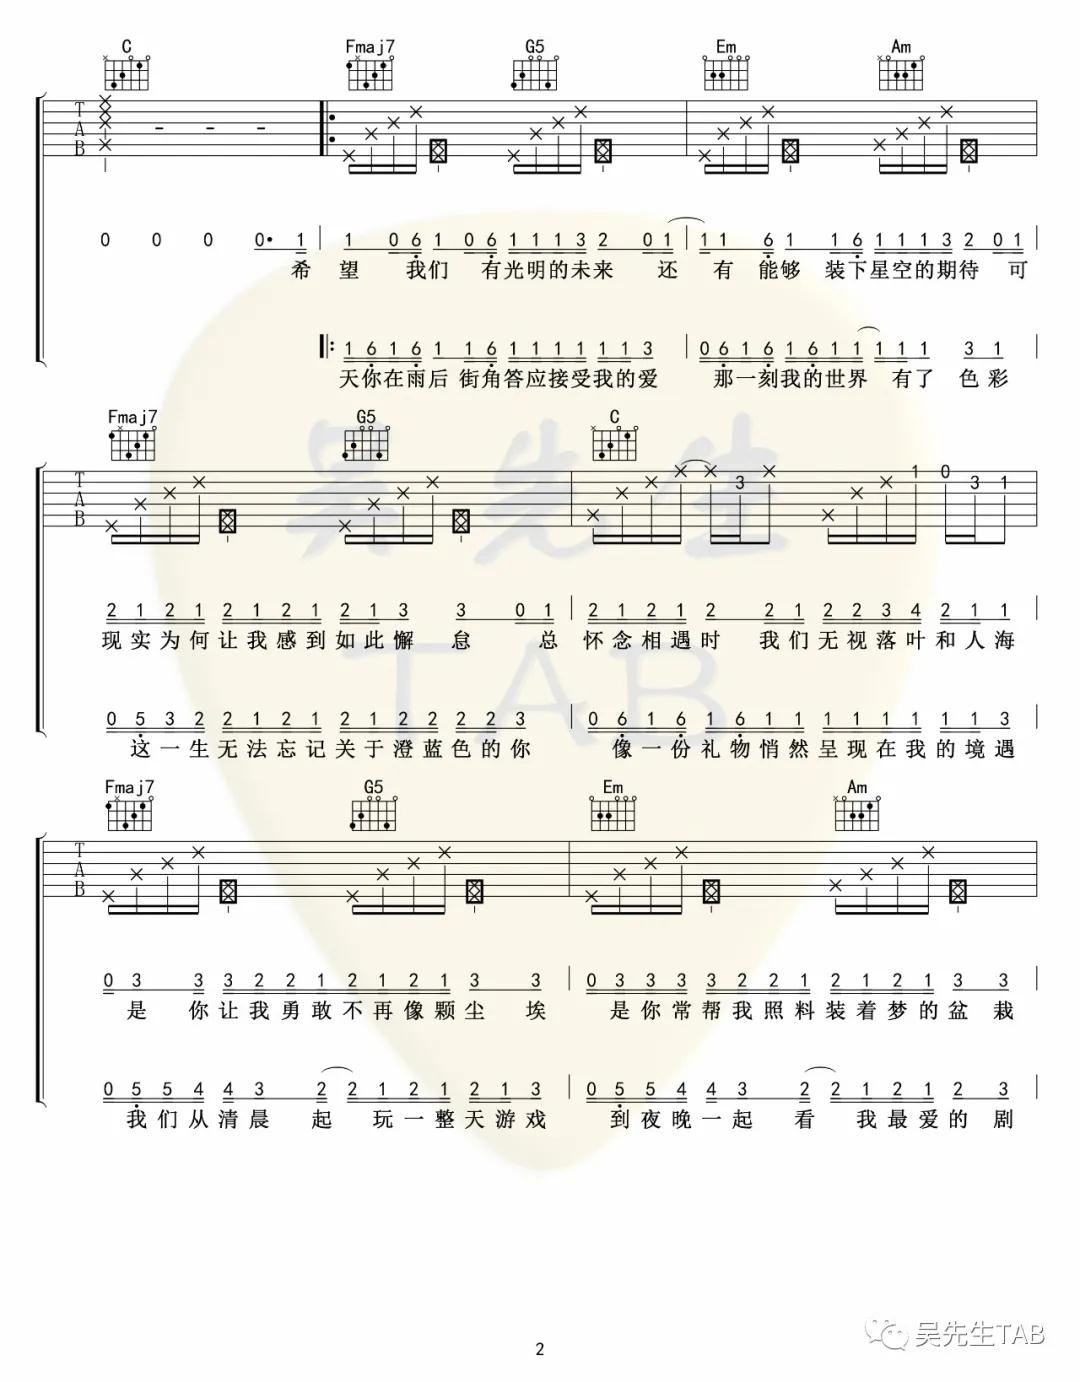 C Fmaj7 G5 Em Am
T
A
B
- - -
0 0 0 0· 1 1 0 6 1 0 6 1 1 1 3 2 0 1 1 1 6 1 1 6 1 1 1 3 2 0 1
希 望 我们 有光明的未来 还 有 能够 装下星空的期待 可
1 6 1 6 1 1 6 1 1 1 1 1 1 3 0 6 1 6 1 6 1 1 1 1 1 3 1
天你在雨后 街角答应接受我的爱 那一刻我的世界 有了 色彩
Fmaj7 G5 C
T
A
B
3 1 0 3 1
2 1 2 1 2 1 2 1 2 1 3 3 0 1 2 1 2 1 2 2 1 2 2 3 4 2 1 1
现实为何让我感到如此懈 怠 总 怀念相遇时 我们无视落叶和人海
0 5 3 2 2 1 2 1 2 1 2 2 2 2 3 0 6 1 6 1 6 1 1 1 1 1 1 1 1 3
这一生无法忘记关于澄蓝色的你 像一份礼物悄然呈现在我的境遇
Fmaj7 G5 Em Am
T
A
B
0 3 3 3 2 2 1 2 1 2 1 3 3 0 3 3 3 3 2 2 1 2 1 2 1 3 3
是 你让我勇敢不再像颗尘 埃 是你常帮我照料装着梦的盆栽
0 5 5 4 4 3 2 2 1 2 1 2 1 3 0 5 5 4 4 3 2 2 1 2 1 2 3
我们从清晨 起 玩一整天游戏 到夜晚一起 看 我最爱的剧
吴先生
TAB
吴先生TAB
2